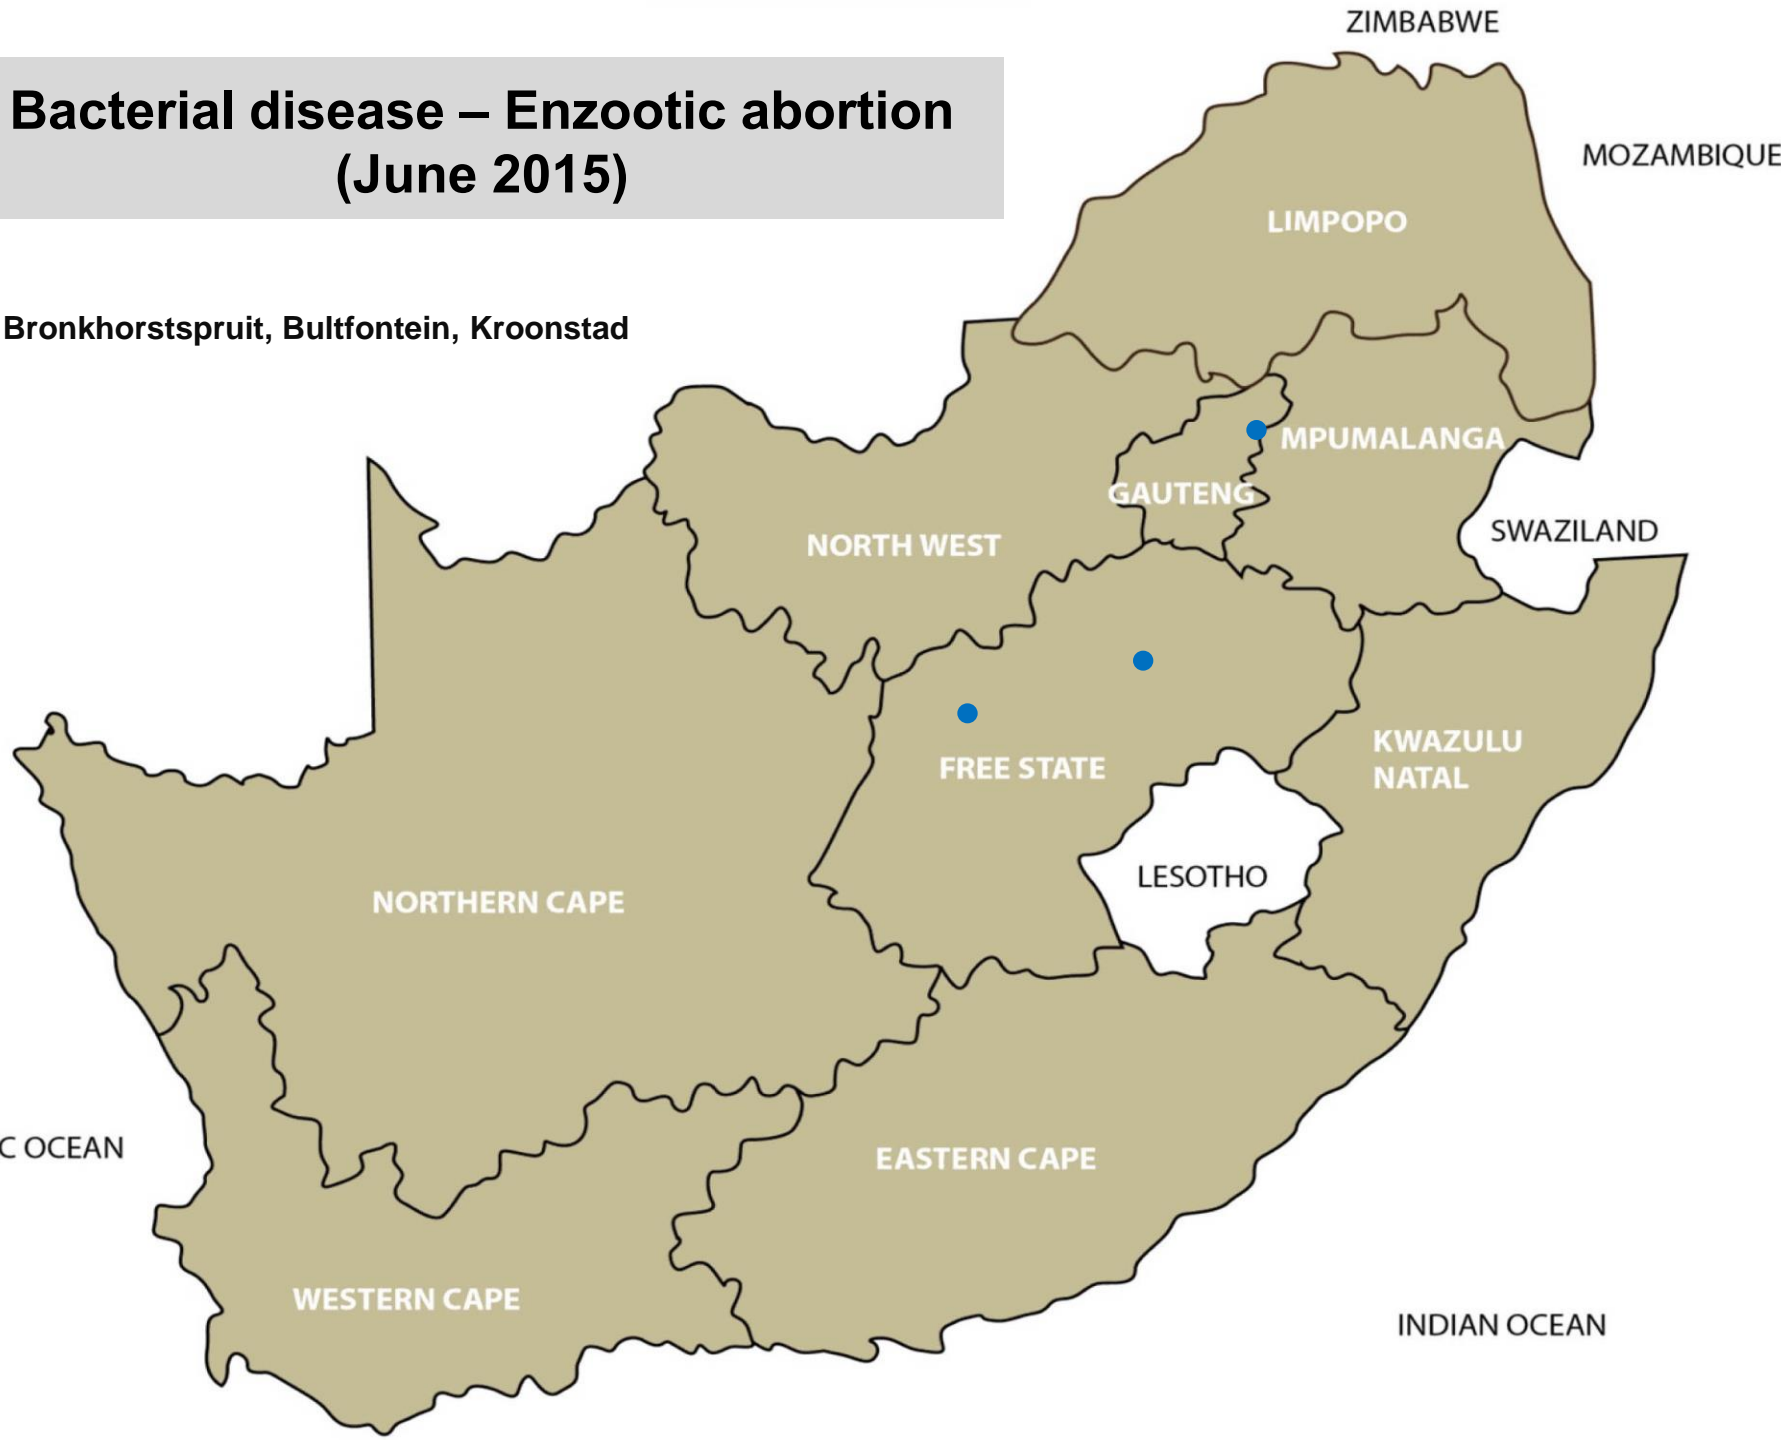 ZIMBABWE
Bacterial disease – Enzootic abortion
(June 2015)
MOZAMBIQUE
LIMPOPO
Bronkhorstspruit, Bultfontein, Kroonstad
MPUMALANGA
GAUTENG
SWAZILAND
NORTH WEST
KWAZULU
NATAL
FREE STATE
LESOTHO
NORTHERN CAPE
C OCEAN
EASTERN CAPE
WESTERN CAPE
INDIAN OCEAN